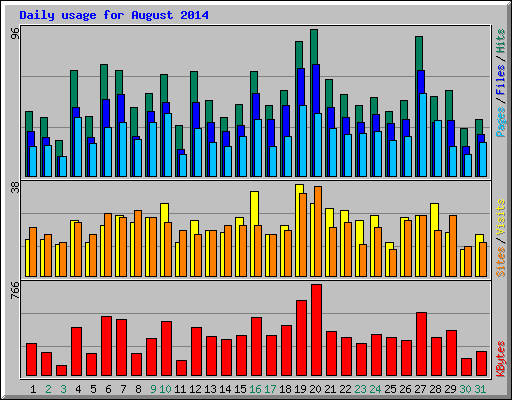 Daily usage for August 2014
96
Pages / Files / Hits
38
Sites / Visits
766
KBytes
1 2 3 4 5 6 7 8 9 10 11 12 13 14 15 16 17 18 19 20 21 22 23 24 25 26 27 28 29 30 31